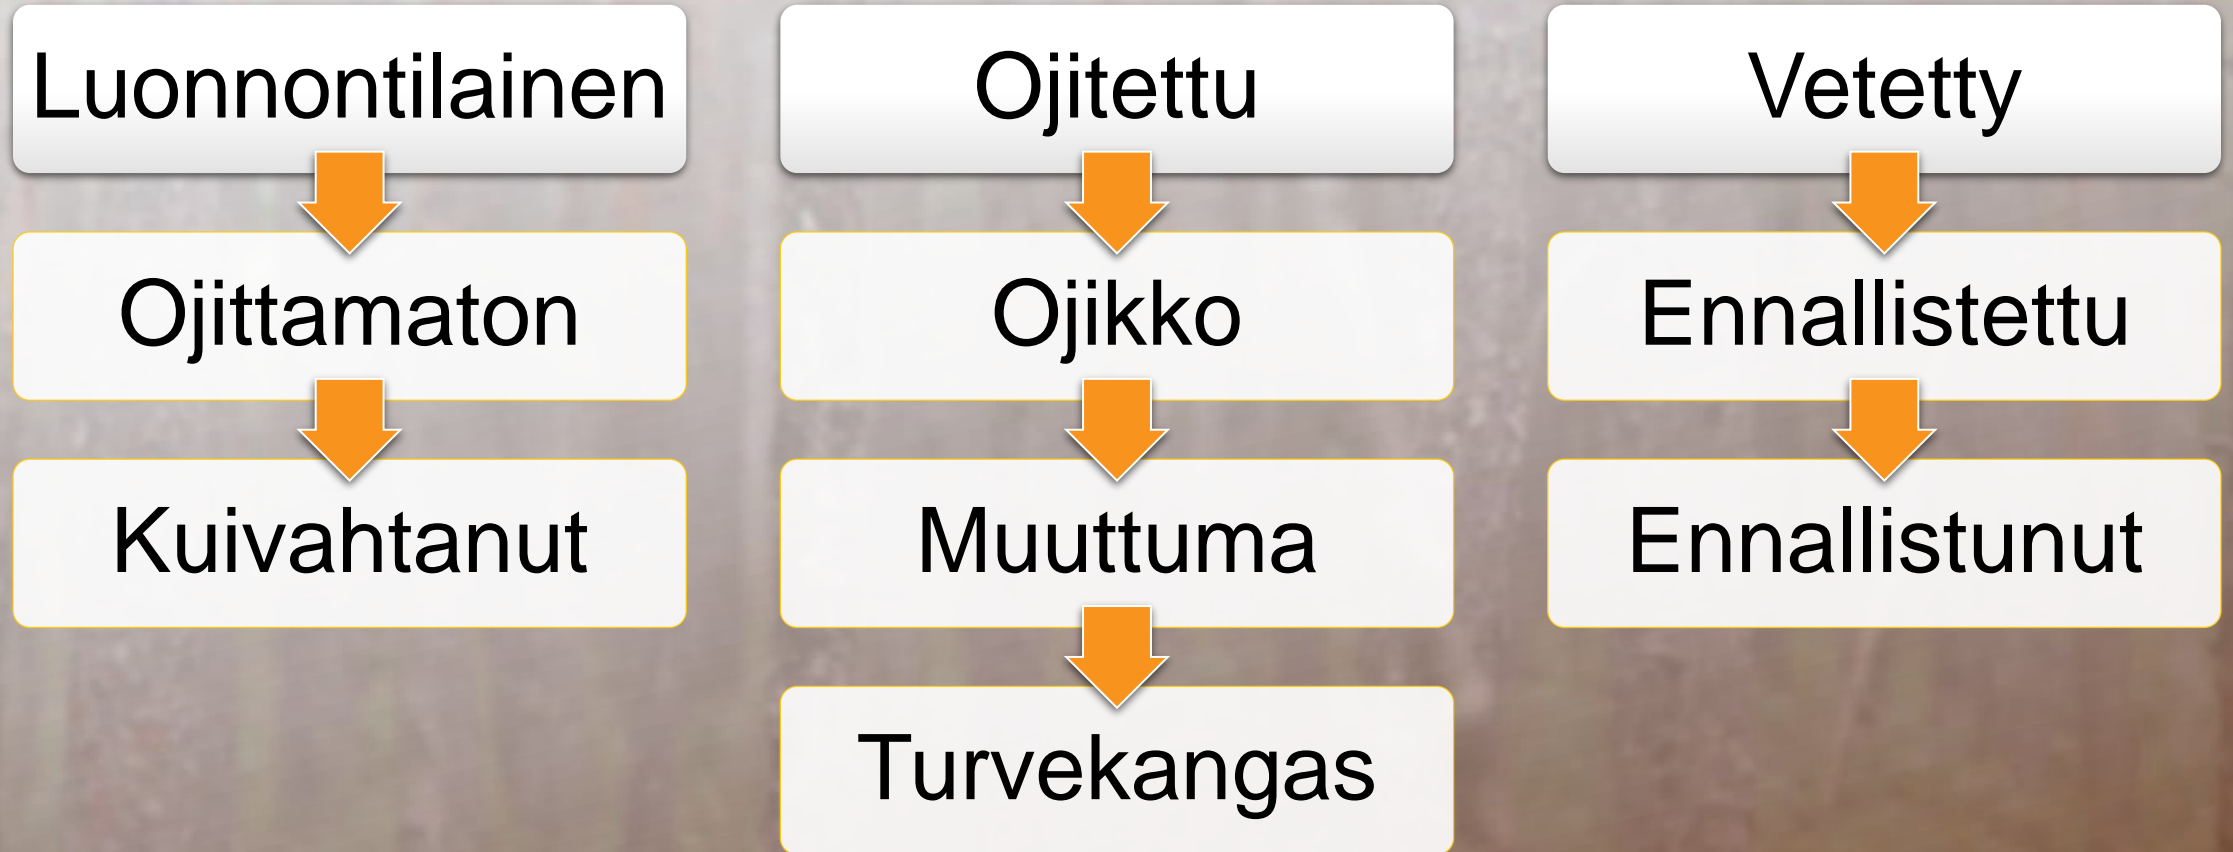 Luonnontilainen
Ojittamaton
Kuivahtanut
Ojitettu
Ojikko
Muuttuma
Turvekangas
Vetetty
Ennallistettu
Ennallistunut